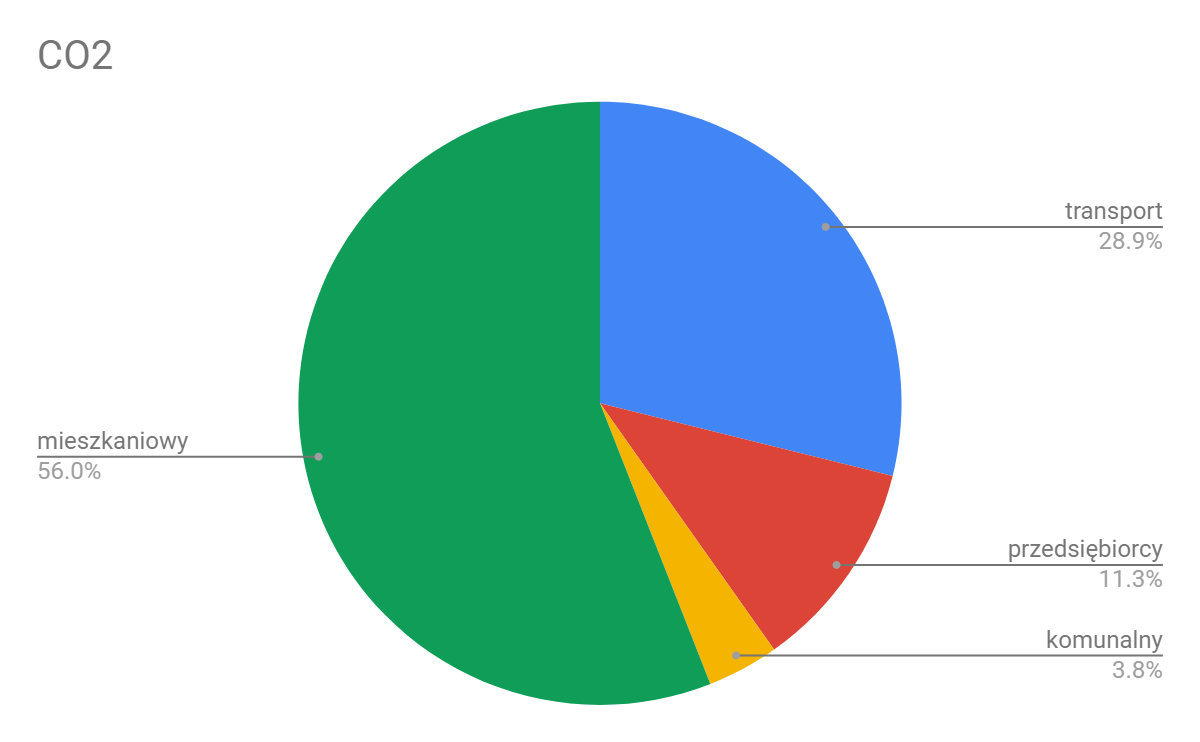 CO2
transport
28.9%
mieszkaniowy
56.0%
przedsiębiorcy
11.3%
komunalny
3.8%